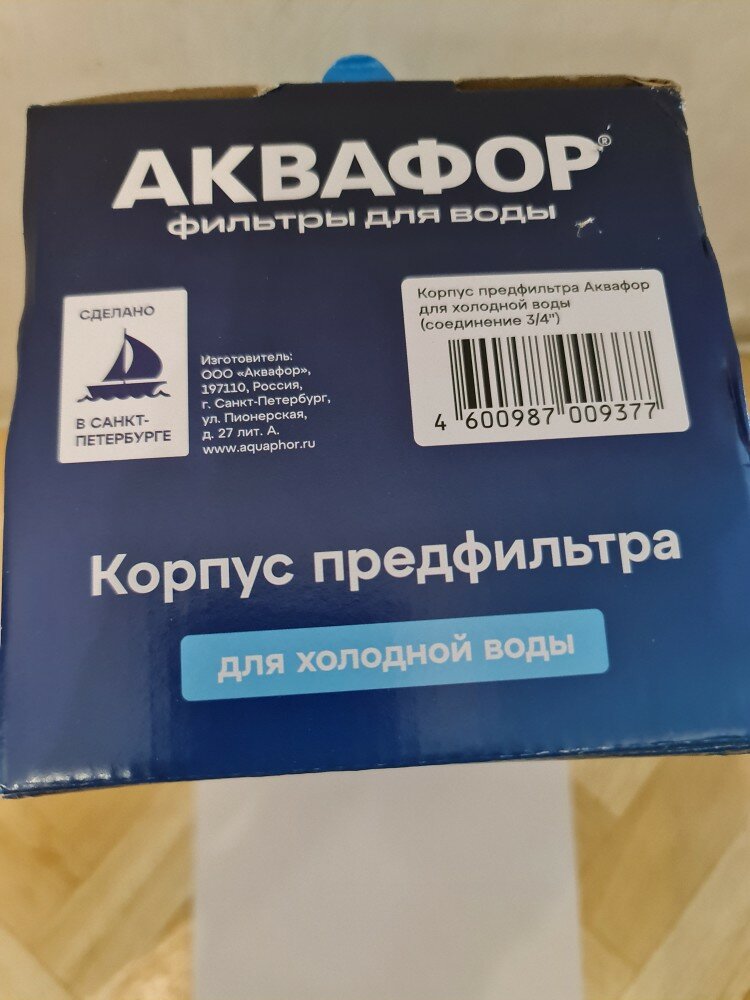 АКВАФОР®
фильтры для воды
СДЕЛАНО
В САНКТ-
ПЕТЕРБУРГЕ
Изготовитель:
ООО «Аквафор»,
197110, Россия,
г. Санкт-Петербург,
ул. Пионерская,
д. 27 лит. А.
www.aquaphor.ru
Корпус предфильтра Аквафор
для холодной воды
(соединение 3/4")
4 600987 009377
Корпус предфильтра
для холодной воды